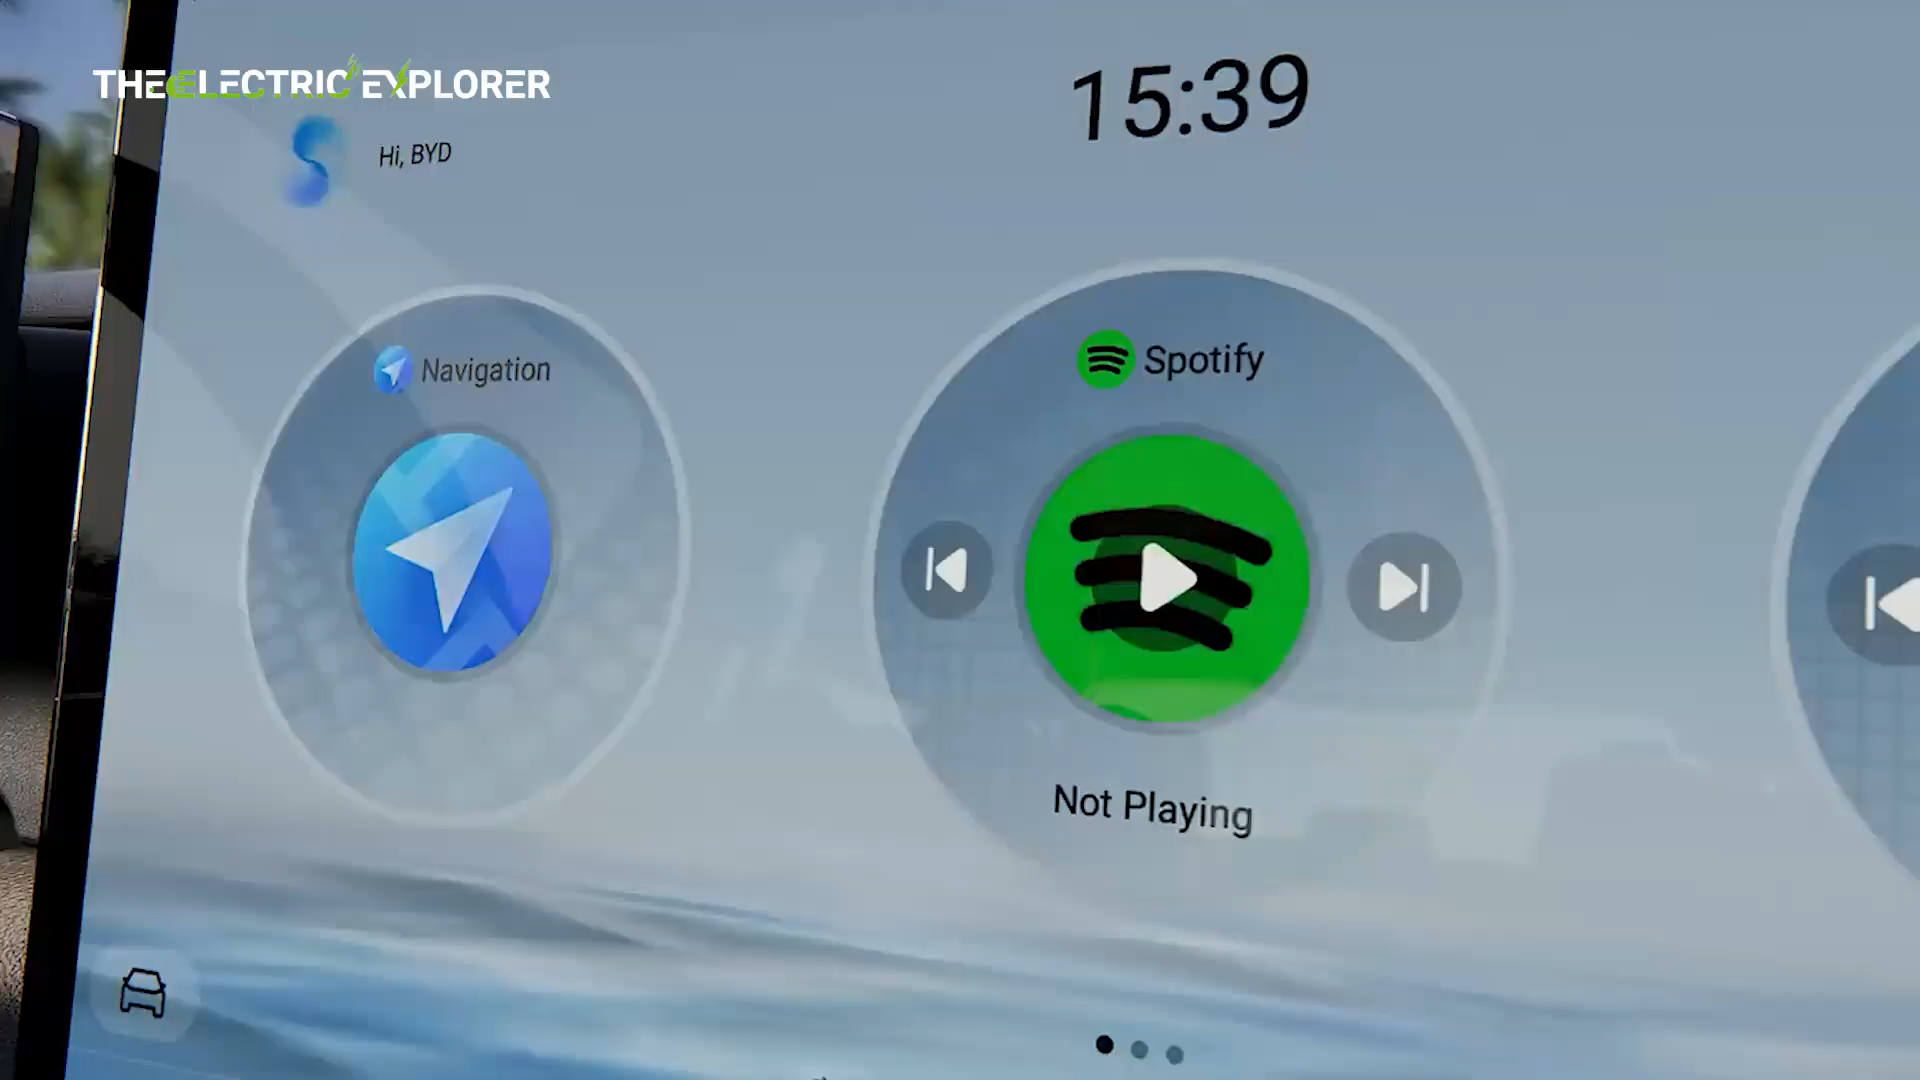 THE ELECTRIC EXPLORER
15:39
Hi, BYD
Navigation
Spotify
Not Playing